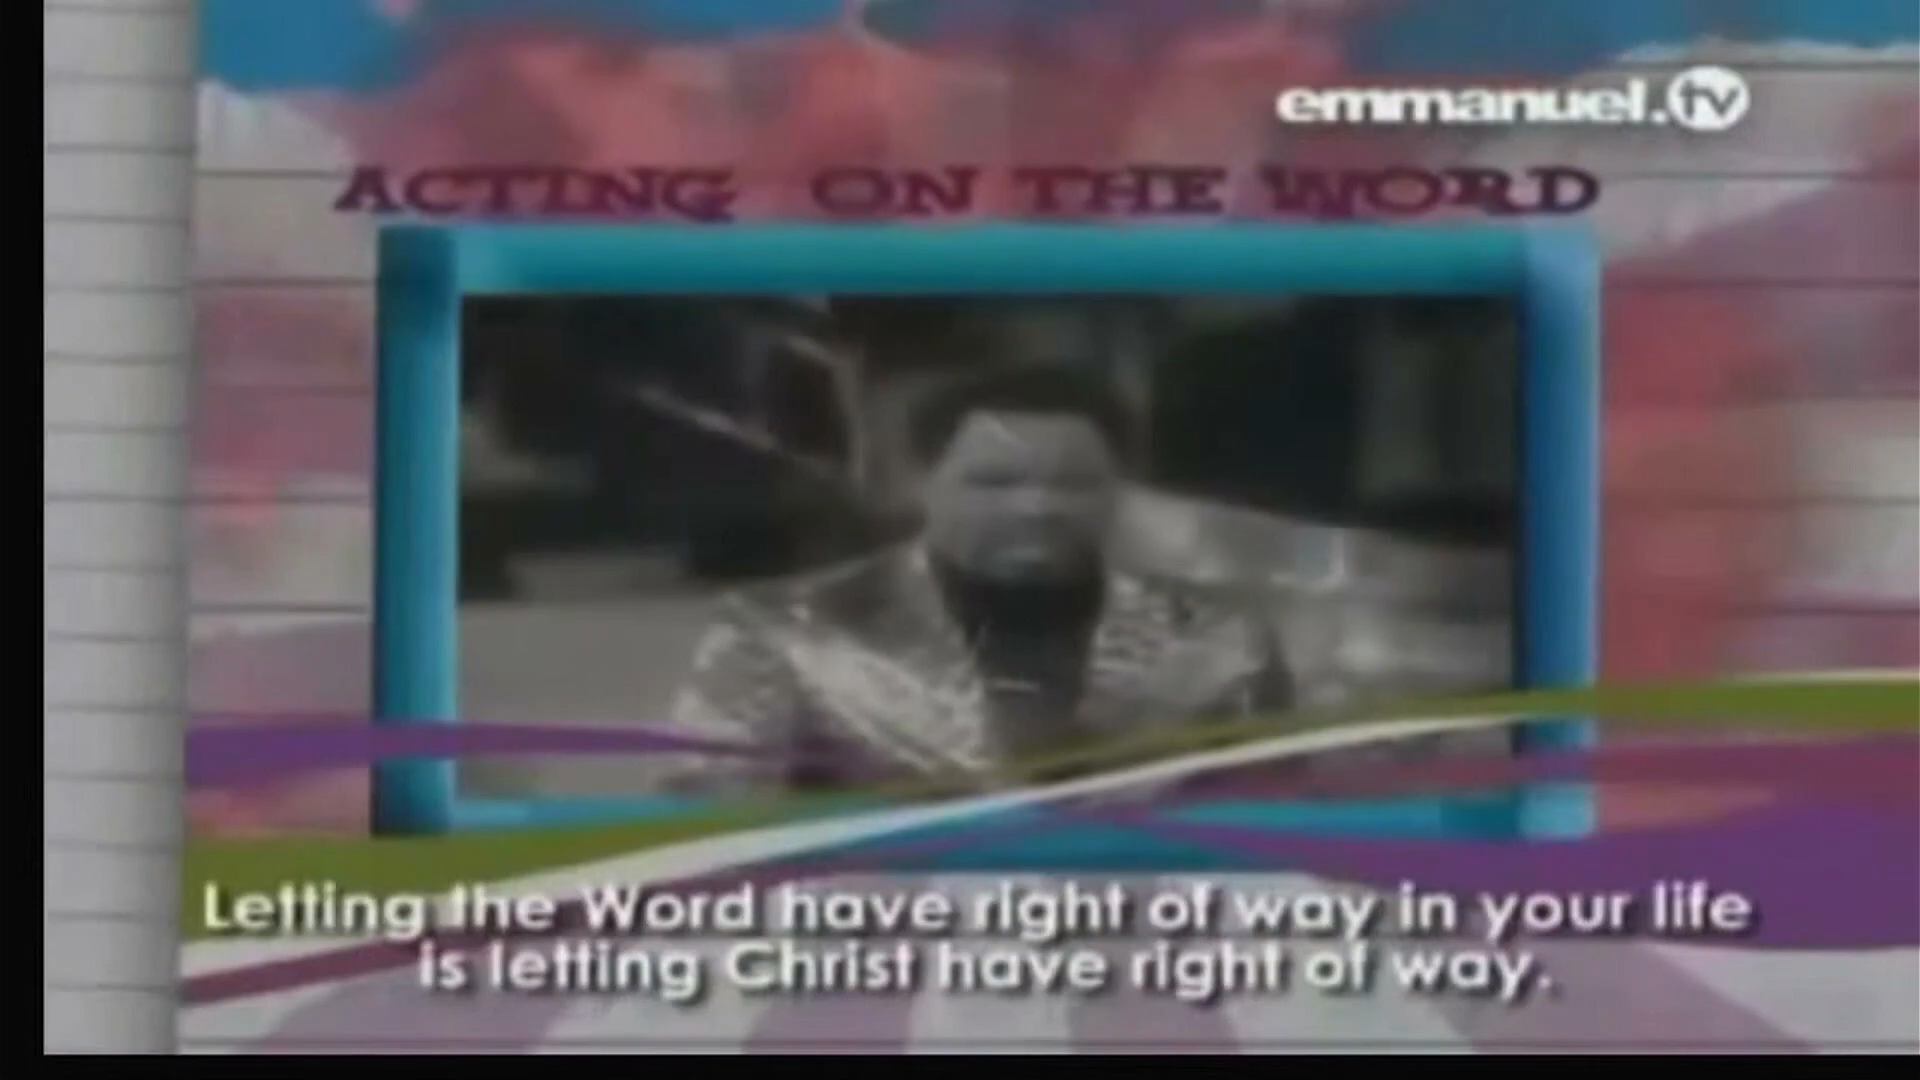 emmanuel.tv
ACTING ON THE WORD
Letting the Word have right of way in your life
is letting Christ have right of way.